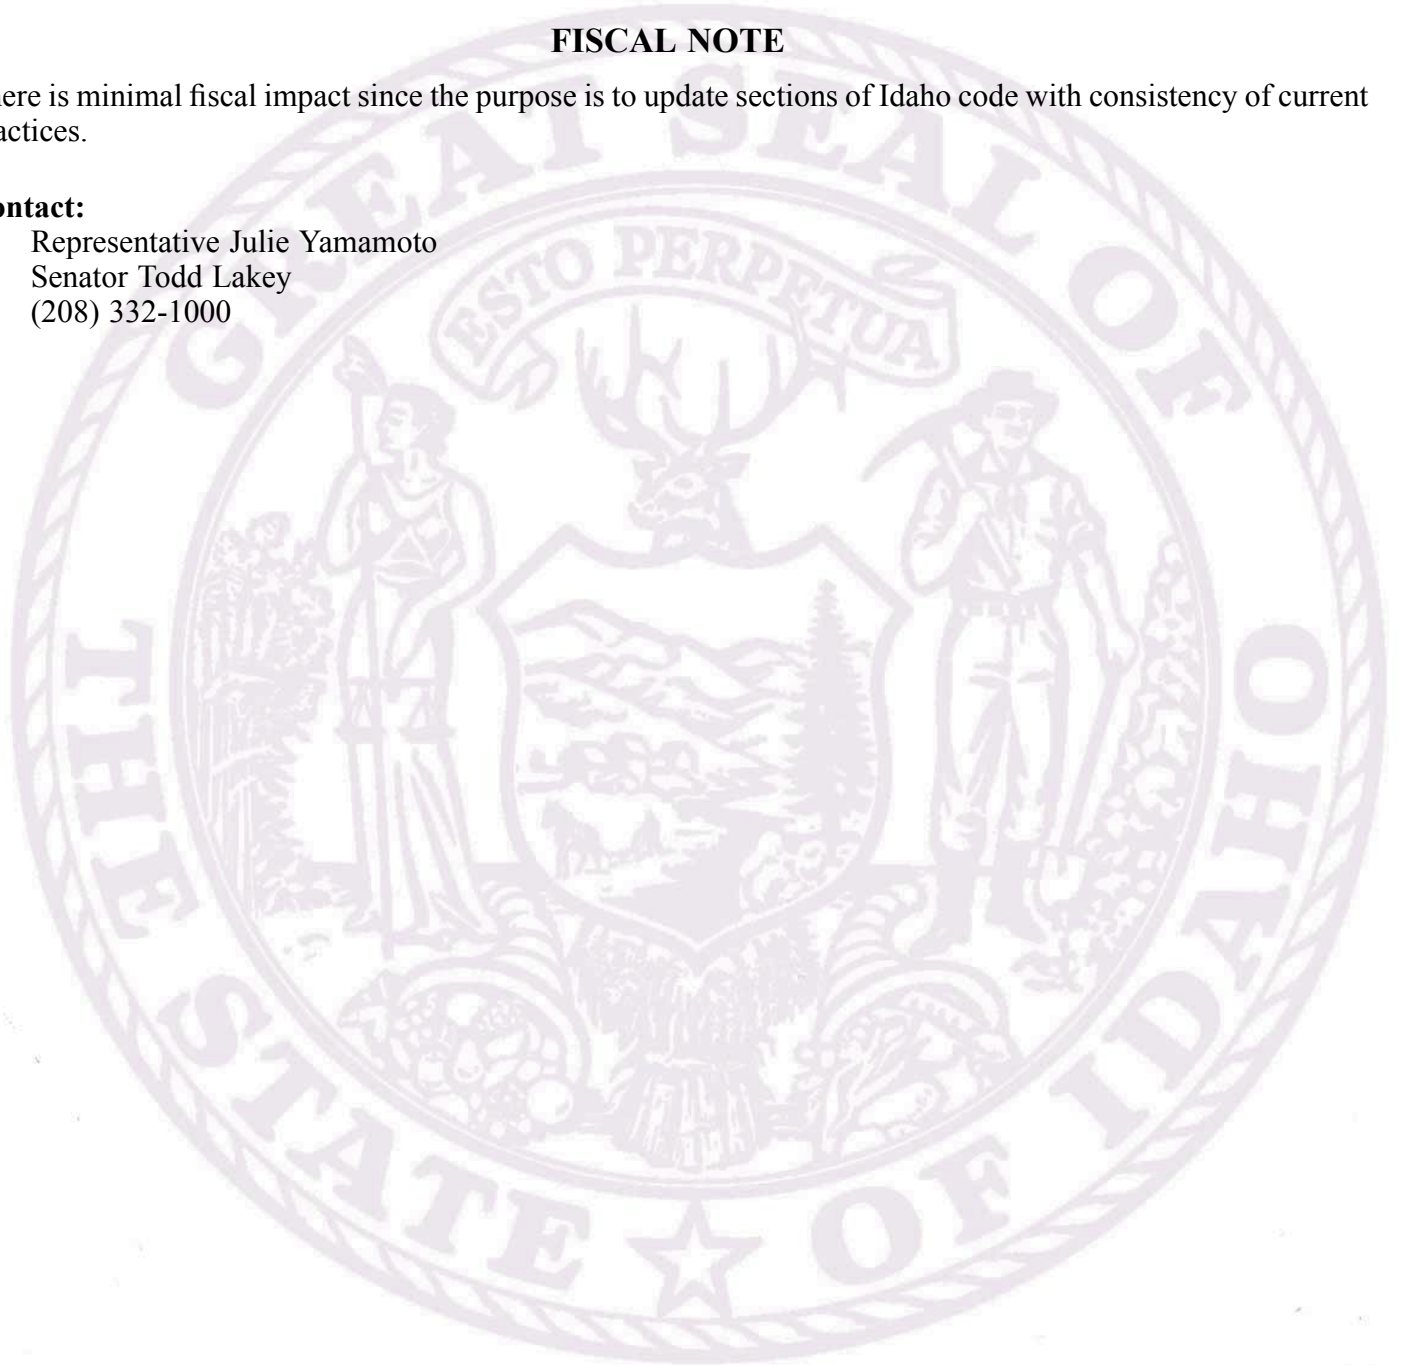 FISCAL NOTE
here is minimal fiscal impact since the purpose is to update sections of Idaho code with consistency of current
actices.
ontact:
Representative Julie Yamamoto
Senator Todd Lakey
(208) 332-1000
GREAT SEAL OF
THE STATE OF IDAHO
ESTO PERPETUA